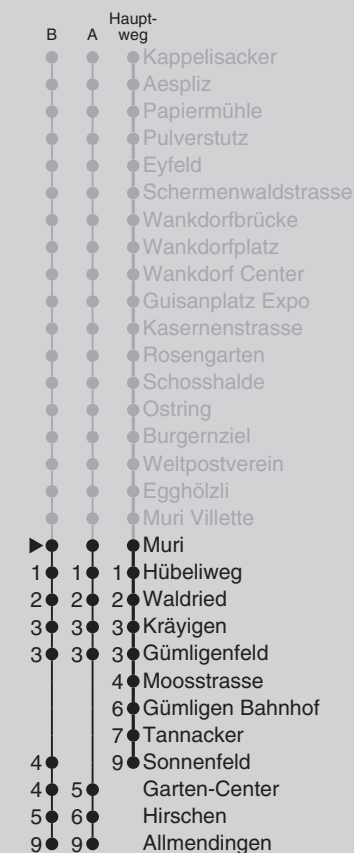 Haupt-
B A weg
Kappelisacker
Aespliz
Papiermühle
Pulverstutz
Eyfeld
Schermenwaldstrasse
Wankdorfbrücke
Wankdorfplatz
Wankdorf Center
Guisanplatz Expo
Kasernenstrasse
Rosengarten
Schosshalde
Ostring
Burgernziel
Weltpostverein
Egghölzli
Muri Villette
Muri
1 1 1 Hübeliweg
2 2 2 Waldried
3 3 3 Kräyigen
3 3 3 Gümligenfeld
4 Moosstrasse
6 Gümligen Bahnhof
7 Tannacker
4 9 Sonnenfeld
4 5 Garten-Center
5 6 Hirschen
9 9 Allmendingen